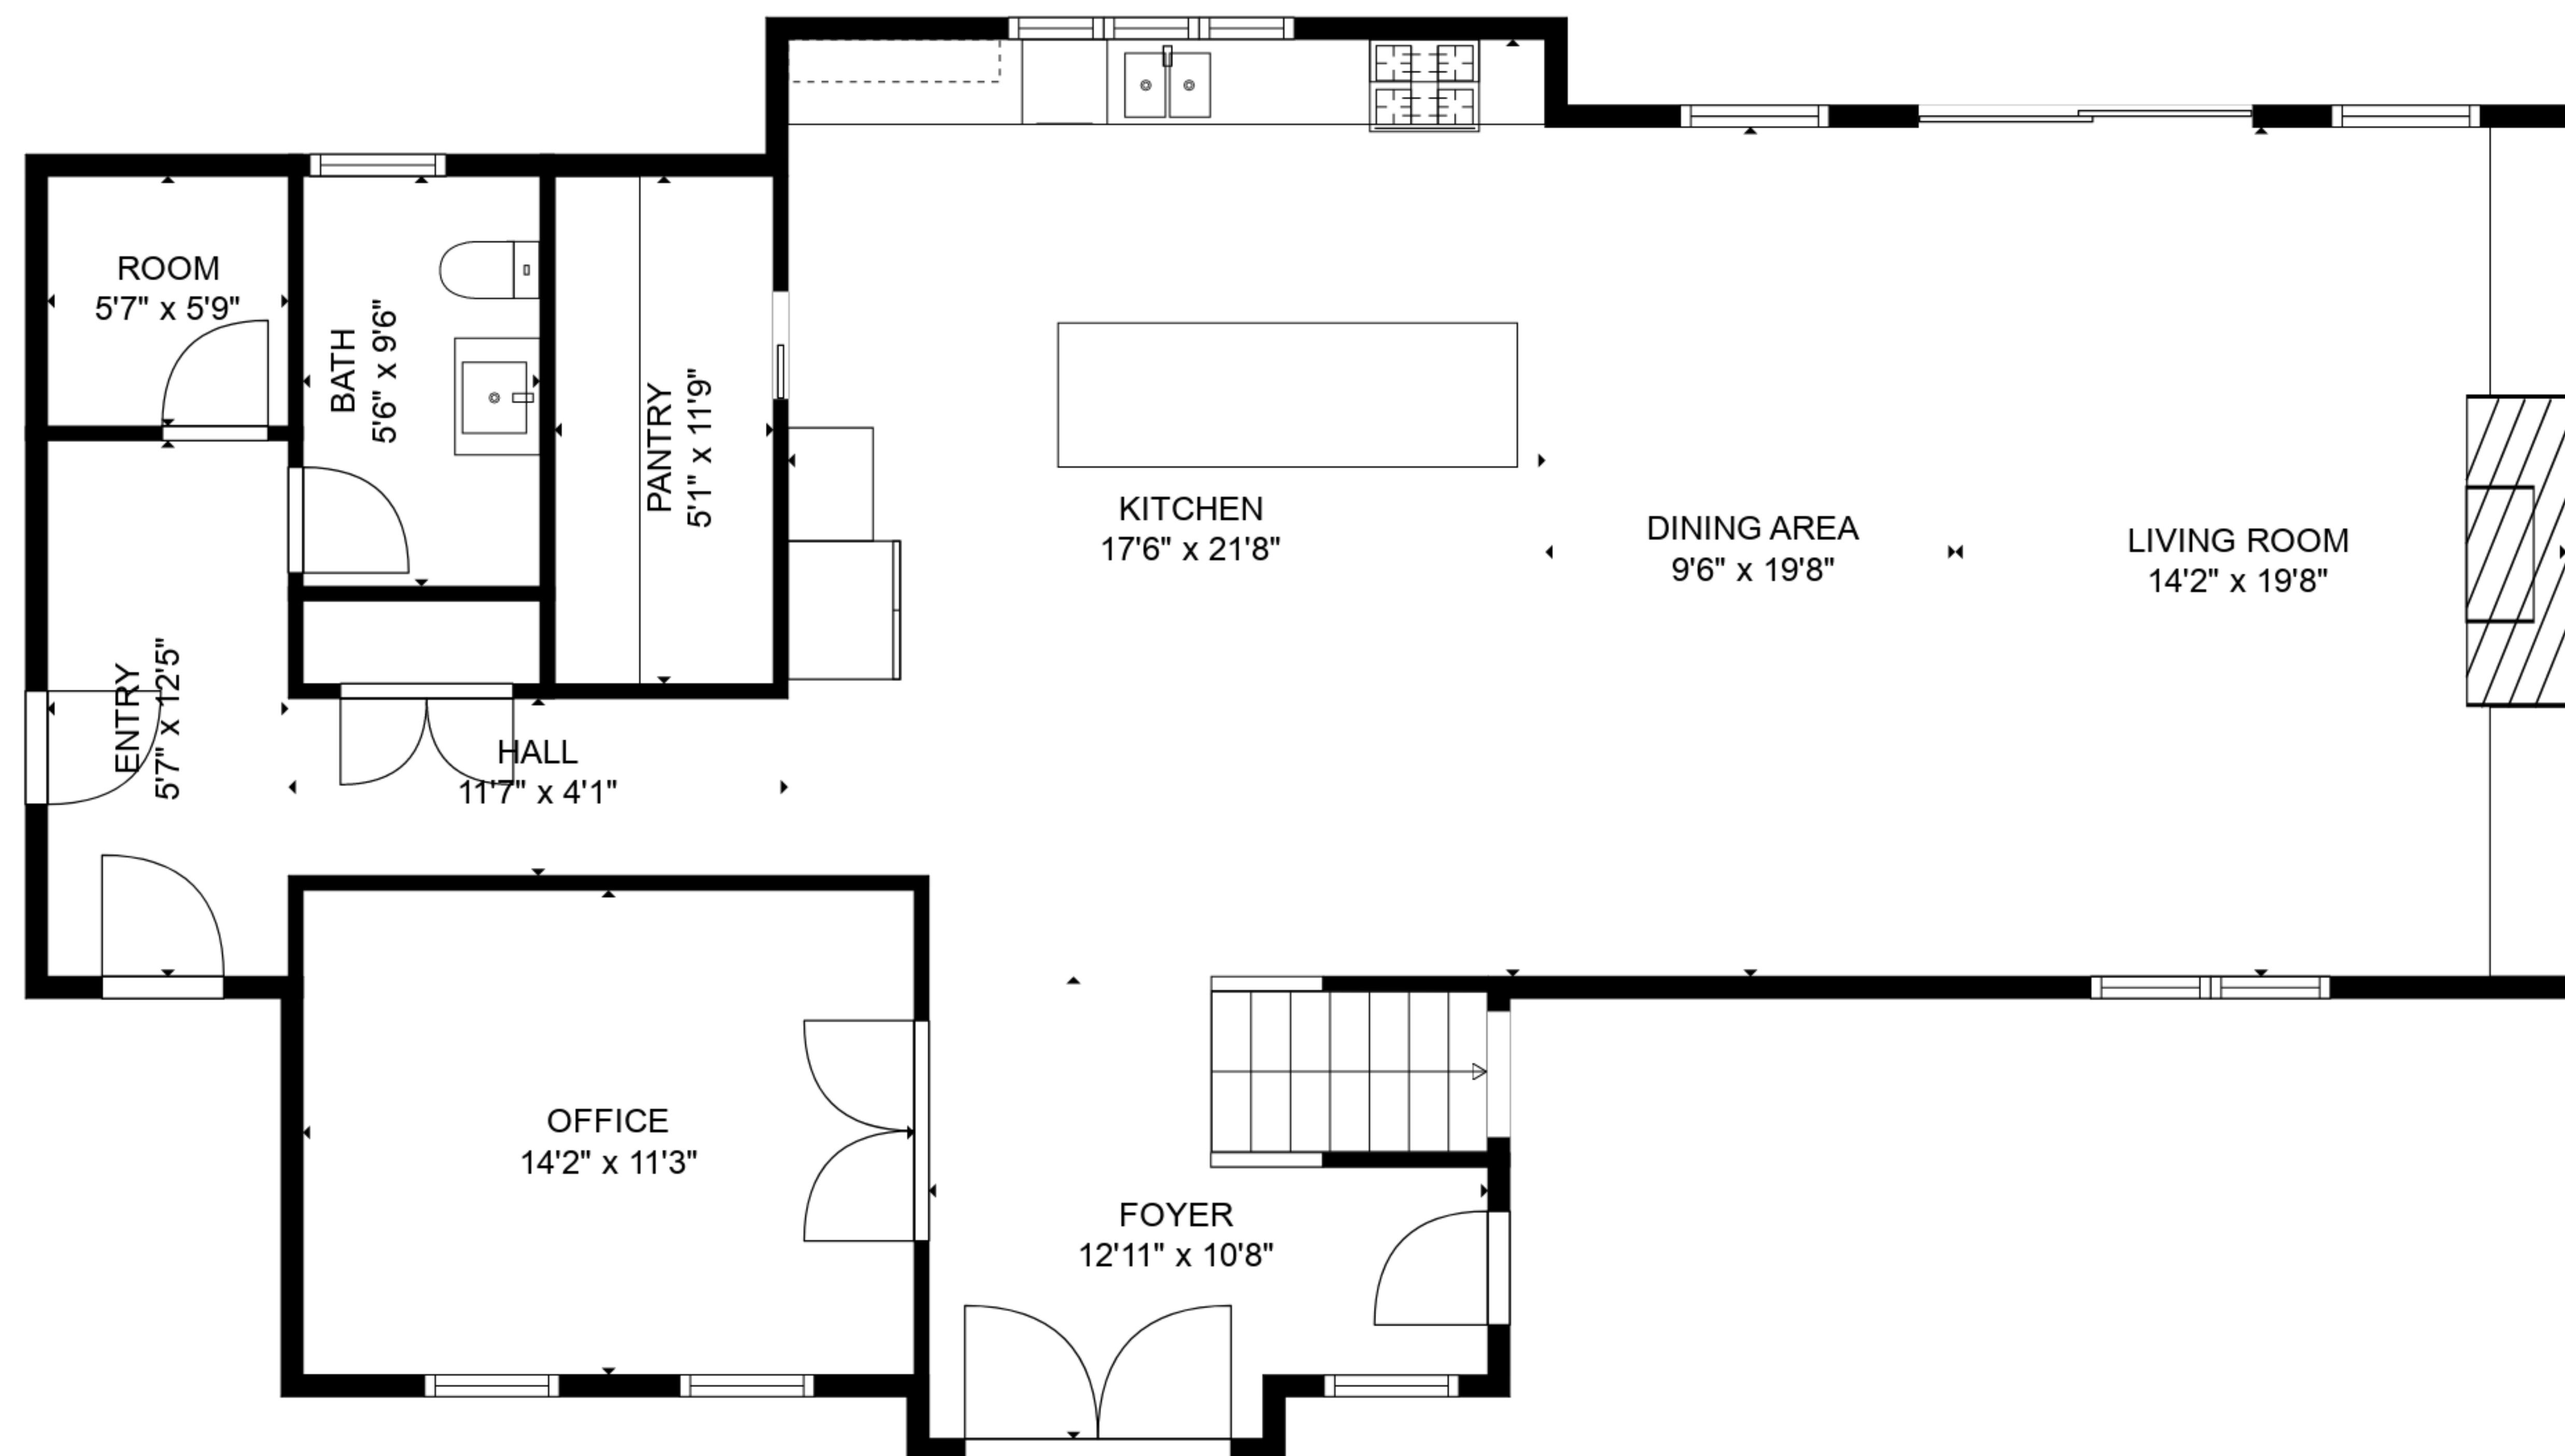 ROOM
5'7" x 5'9"
BATH
5'6" x 9'6"
PANTRY
5'1" x 11'9"
KITCHEN
17'6" x 21'8"
DINING AREA
9'6" x 19'8"
LIVING ROOM
14'2" x 19'8"
ENTRY
5'7" x 12'5"
HALL
11'7" x 4'1"
OFFICE
14'2" x 11'3"
FOYER
12'11" x 10'8"